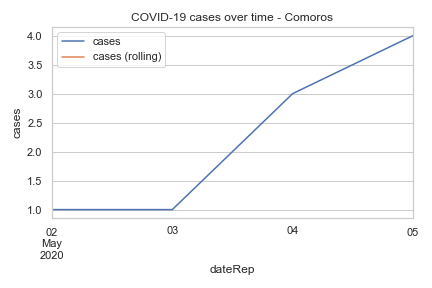 COVID-19 cases over time - Comoros
cases
cases (rolling)
4.0
3.5
3.0
2.5
2.0
1.5
1.0
cases
02 03 04 05
May
2020
dateRep